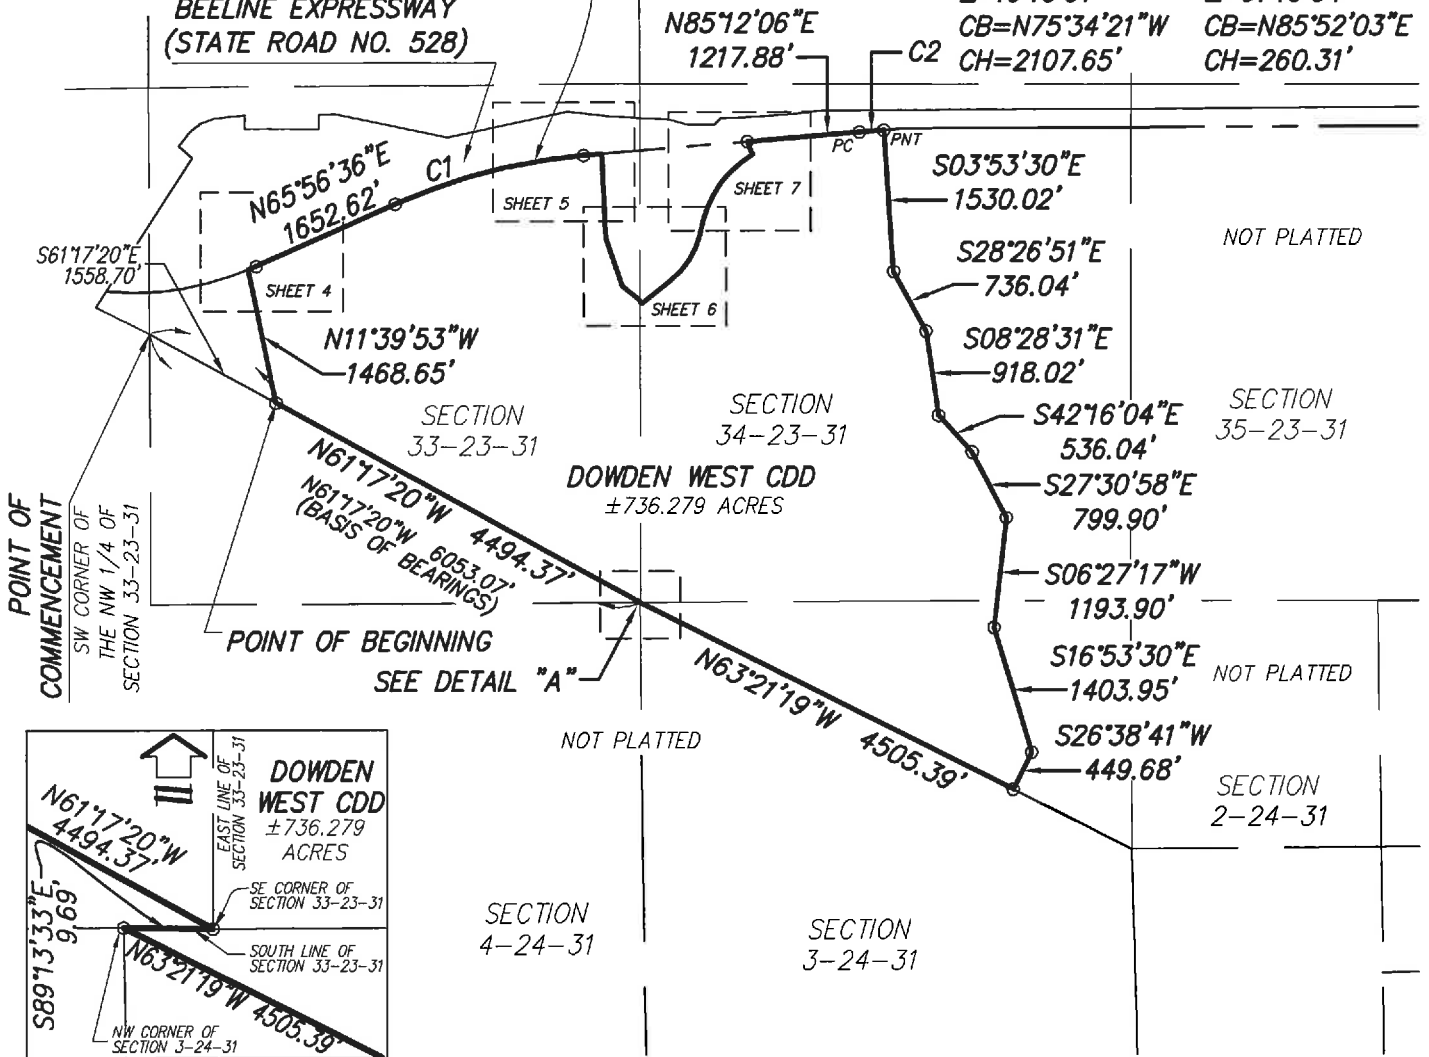 BEELINE EXPRESSWAY
(STATE ROAD NO. 528)
N85°12'06"E
1217.88'
C2
CB=N75°34'21"W
CH=2107.65'
CB=N85°52'03"E
CH=260.31'
N65°56'36"E
1652.62'
C1
SHEET 5
SHEET 7
PC
PNT
S03°53'30"E
1530.02'
NOT PLATTED
S61°17'20"E
1558.70'
SHEET 4
SHEET 6
S28°26'51"E
736.04'
N11°39'53"W
1468.65'
S08°28'31"E
918.02'
SECTION
33-23-31
SECTION
34-23-31
S42°16'04"E
536.04'
SECTION
35-23-31
DOWDEN WEST CDD
±736.279 ACRES
S27°30'58"E
799.90'
N61°17'20"W 4494.37'
N61°17'20"W 6053.07'
(BASIS OF BEARINGS)
POINT OF
COMMENCEMENT
SW CORNER OF
THE NW 1/4 OF
SECTION 33-23-31
S06°27'17"W
1193.90'
POINT OF BEGINNING
SEE DETAIL "A"
N63°21'19"W 4505.39'
S16°53'30"E
1403.95'
NOT PLATTED
NOT PLATTED
S26°38'41"W
449.68'
SECTION
2-24-31
SECTION
4-24-31
SECTION
3-24-31
N61°17'20"W
4494.37'
EAST LINE OF
SECTION 33-23-31
DOWDEN
WEST CDD
±736.279
ACRES
S89°13'33"E
9.69'
SE CORNER OF
SECTION 33-23-31
SOUTH LINE OF
SECTION 33-23-31
N63°21'19"W 4505.39'
NW CORNER OF
SECTION 3-24-31